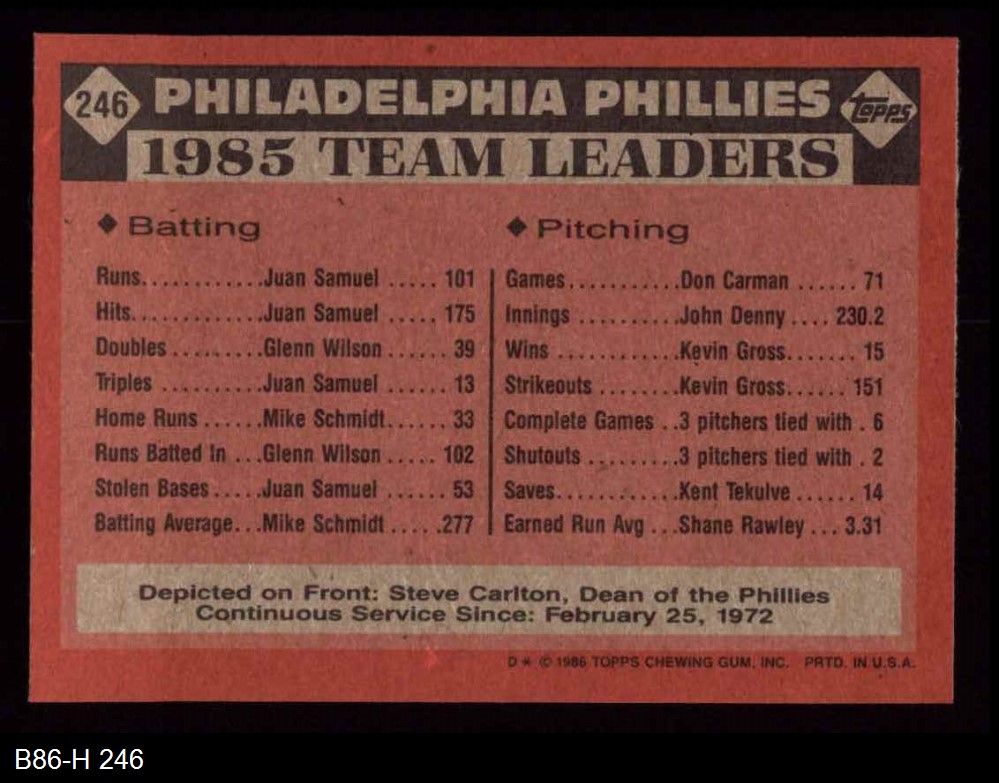 246 PHILADELPHIA PHILLIES TOPPS
1985 TEAM LEADERS
Batting
Runs............Juan Samuel ..... 101
Hits.............Juan Samuel ..... 175
Doubles .........Glenn Wilson ...... 39
Triples ..........Juan Samuel ...... 13
Home Runs ......Mike Schmidt...... 33
Runs Batted In ...Glenn Wilson ..... 102
Stolen Bases.....Juan Samuel ...... 53
Batting Average...Mike Schmidt .....277
Pitching
Games...........Don Carman ...... 71
Innings ..........John Denny .... 230.2
Wins ............Kevin Gross....... 15
Strikeouts ........Kevin Gross...... 151
Complete Games ..3 pitchers tied with . 6
Shutouts .........3 pitchers tied with . 2
Saves............Kent Tekulve ...... 14
Earned Run Avg ...Shane Rawley ... 3.31
Depicted on Front: Steve Carlton, Dean of the Phillies
Continuous Service Since: February 25, 1972
D* © 1986 TOPPS CHEWING GUM, INC. PRTD. IN U.S.A.
B86-H 246